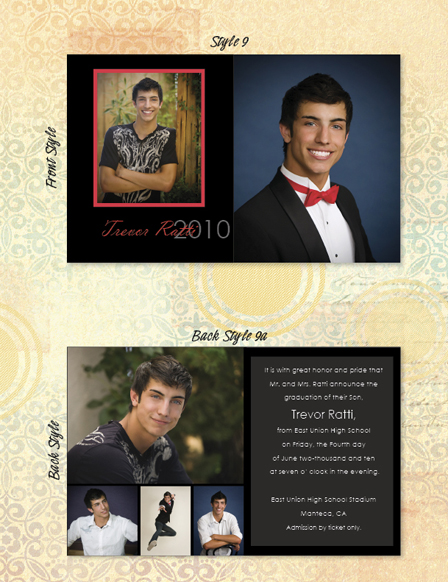 Style 9
Front Style
Trevor Ratti
2010
Back Style 9a
Back Style
It is with great honor and pride that
Mr. and Mrs. Ratti announce the
graduation of their Son,
Trevor Ratti,
from East Union High School
on Friday, the Fourth day
of June two-thousand and ten
at seven o' clock in the evening.
East Union High School Stadium
Manteca, CA
Admission by ticket only.